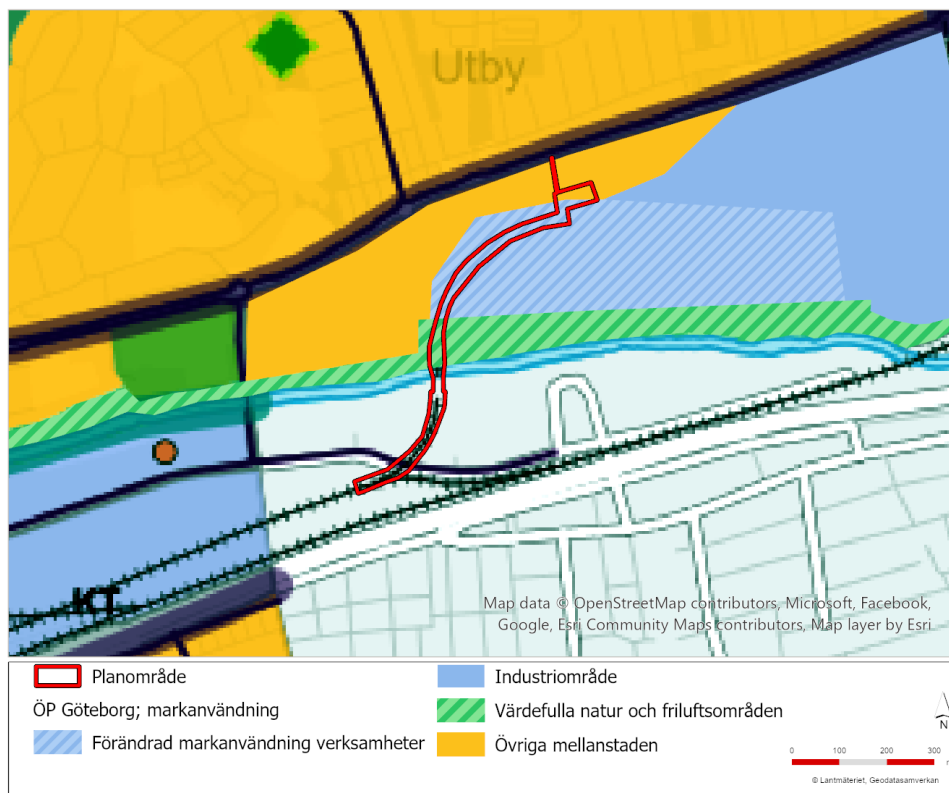 Utby
KT
Map data © OpenStreetMap contributors, Microsoft, Facebook,
Google, Esri Community Maps contributors, Map layer by Esri
Planområde
ÖP Göteborg; markanvändning
Förändrad markanvändning verksamheter
Industriområde
Värdefulla natur och friluftsområden
Övriga mellanstaden
N
0 100 200 300
m
© Lantmäteriet, Geodatasamverkan